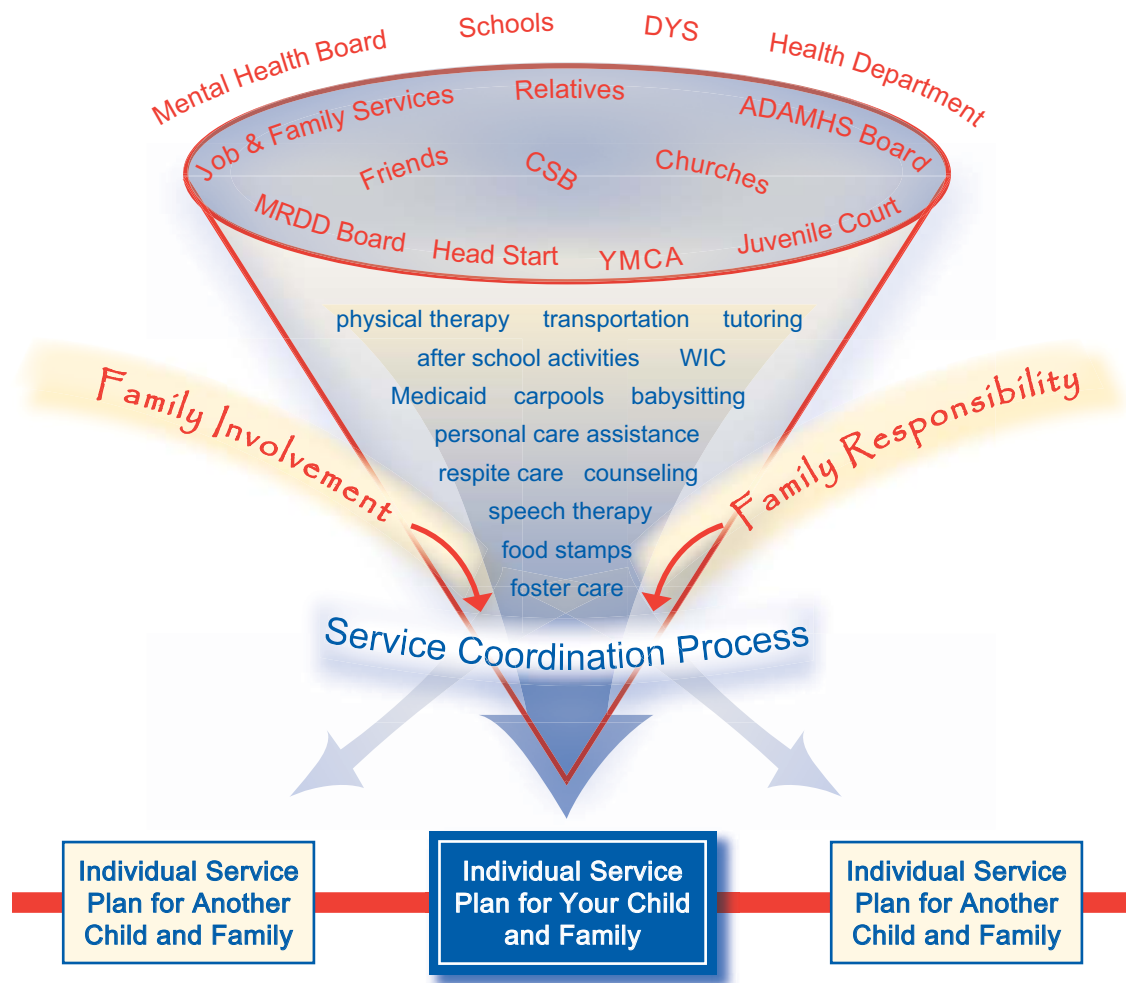 Mental Health Board Schools DYS Health Department
Job & Family Services Relatives ADAMHS Board
Friends CSB Churches
MRDD Board Head Start YMCA Juvenile Court
physical therapy transportation tutoring
after school activities WIC
Medicaid carpools babysitting
personal care assistance
respite care counseling
speech therapy
food stamps
foster care
Family Involvement
Family Responsibility
Service Coordination Process
Individual Service
Plan for Another
Child and Family
Individual Service
Plan for Your Child
and Family
Individual Service
Plan for Another
Child and Family